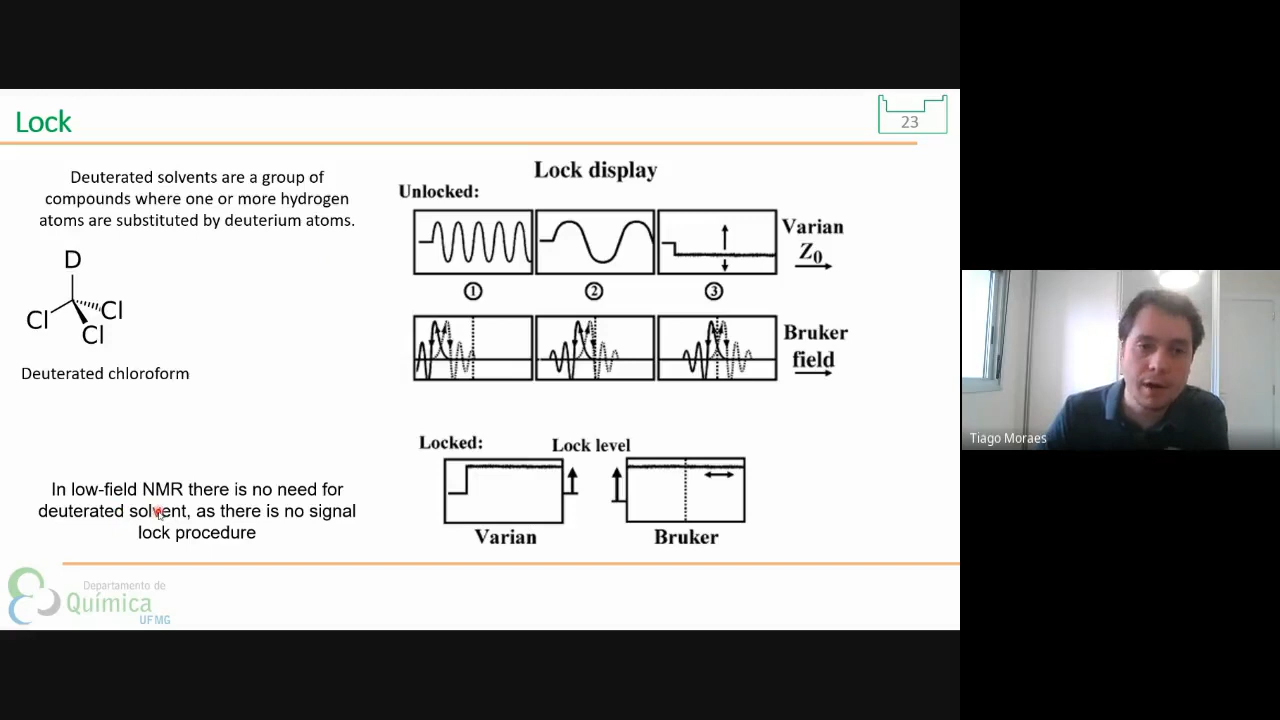 Lock
23
Deuterated solvents are a group of
compounds where one or more hydrogen
atoms are substituted by deuterium atoms.
D
Cl
Cl
Cl
Deuterated chloroform
In low-field NMR there is no need for
deuterated solvent, as there is no signal
lock procedure
Lock display
Unlocked:
Varian
Z0
1
2
3
Bruker
field
Locked:
Lock level
Varian
Bruker
Departamento de
Química
UFMG
Tiago Moraes